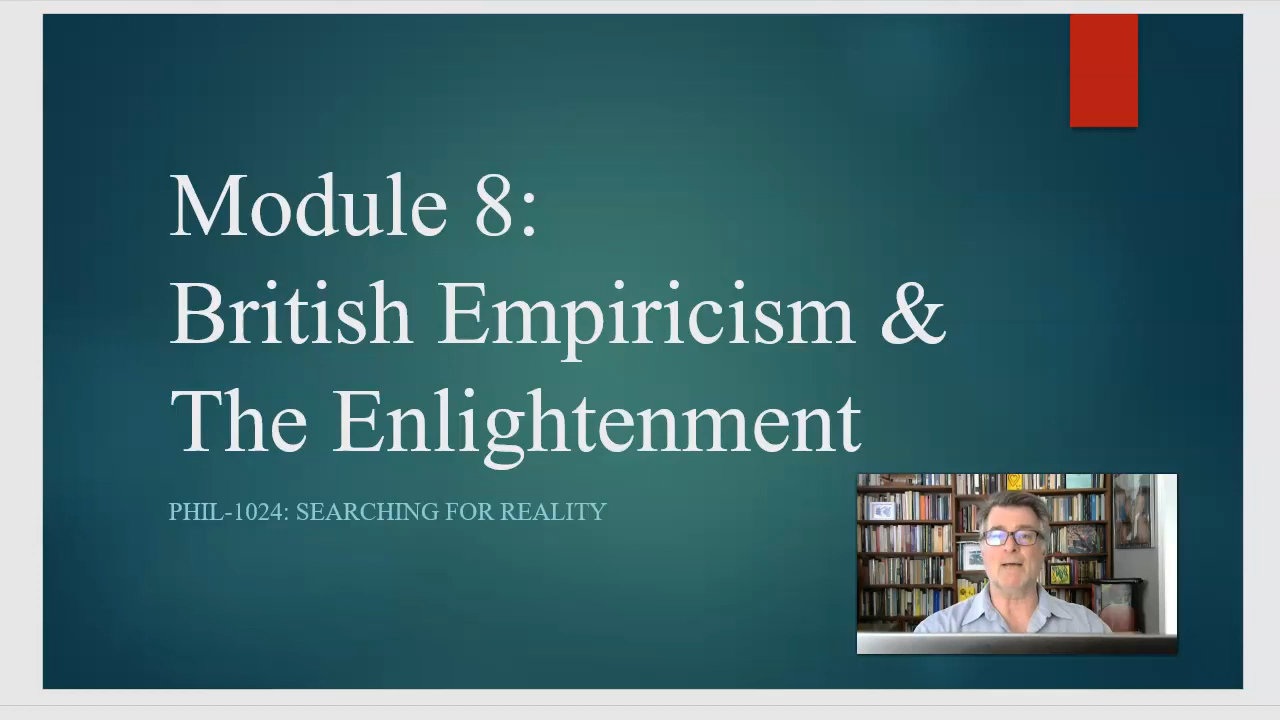 Module 8:
British Empiricism &
The Enlightenment
PHIL-1024: SEARCHING FOR REALITY